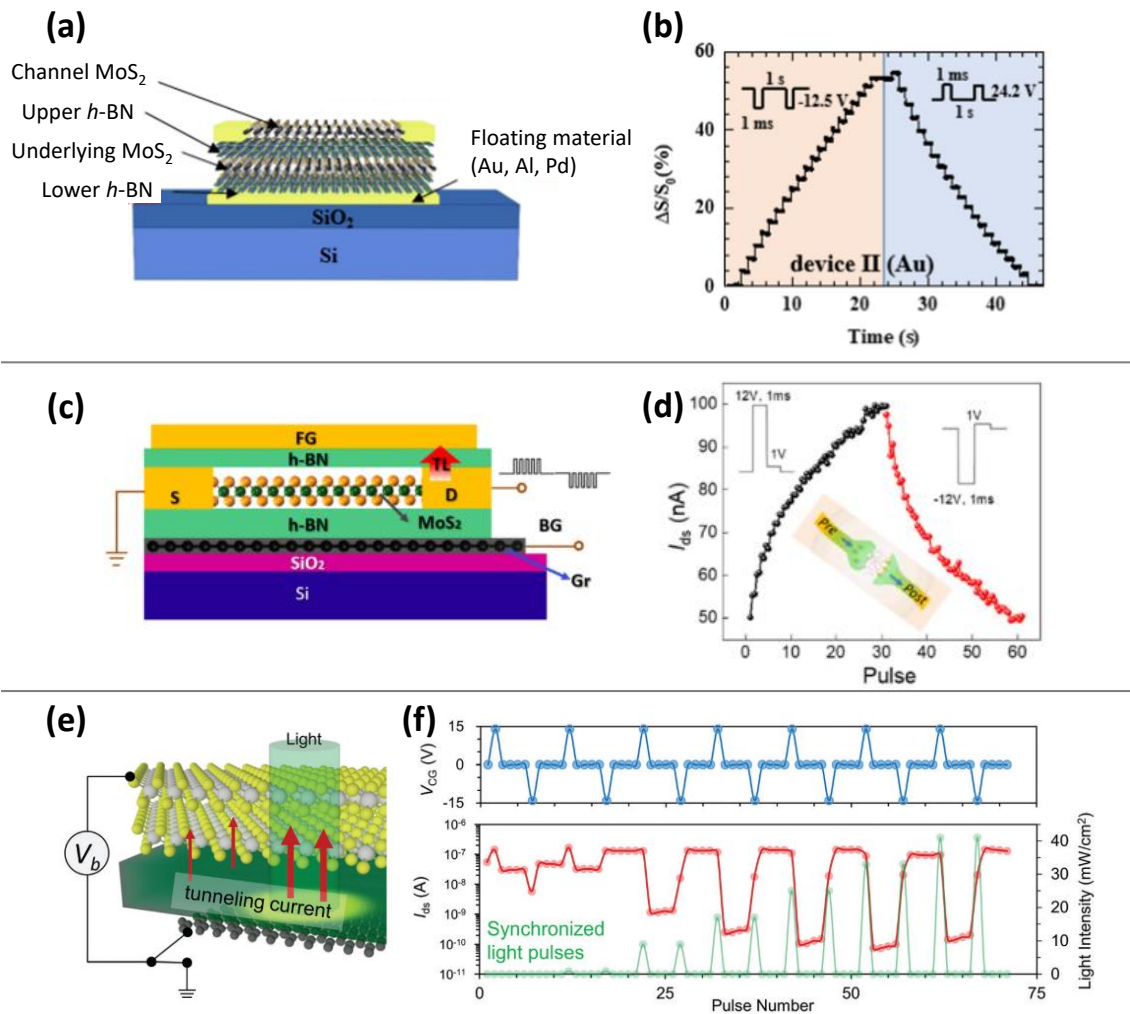 (a)
Channel MoS₂
Upper h-BN
Underlying MoS₂
Lower h-BN
Floating material
(Au, Al, Pd)
SiO₂
Si
(b)
60
40
20
0
ΔS/S₀(%)
1 s
-12.5 V
1 ms
1 ms
24.2 V
1s
device II (Au)
0
10
20
30
40
Time (s)
(c)
FG
h-BN
TL
S
D
MoS₂
h-BN
BG
SiO₂
Gr
Si
(d)
12V, 1ms
1V
1V
-12V, 1ms
100
90
80
70
60
50
I_ds (nA)
Pre
Post
0
10
20
30
40
50
60
Pulse
(e)
Light
V_b
tunneling current
(f)
15
0
-15
V_CG (V)
10⁻⁶
10⁻⁷
10⁻⁸
10⁻⁹
10⁻¹⁰
10⁻¹¹
I_ds (A)
Synchronized
light pulses
40
30
20
10
0
Light Intensity (mW/cm²)
0
25
50
75
Pulse Number